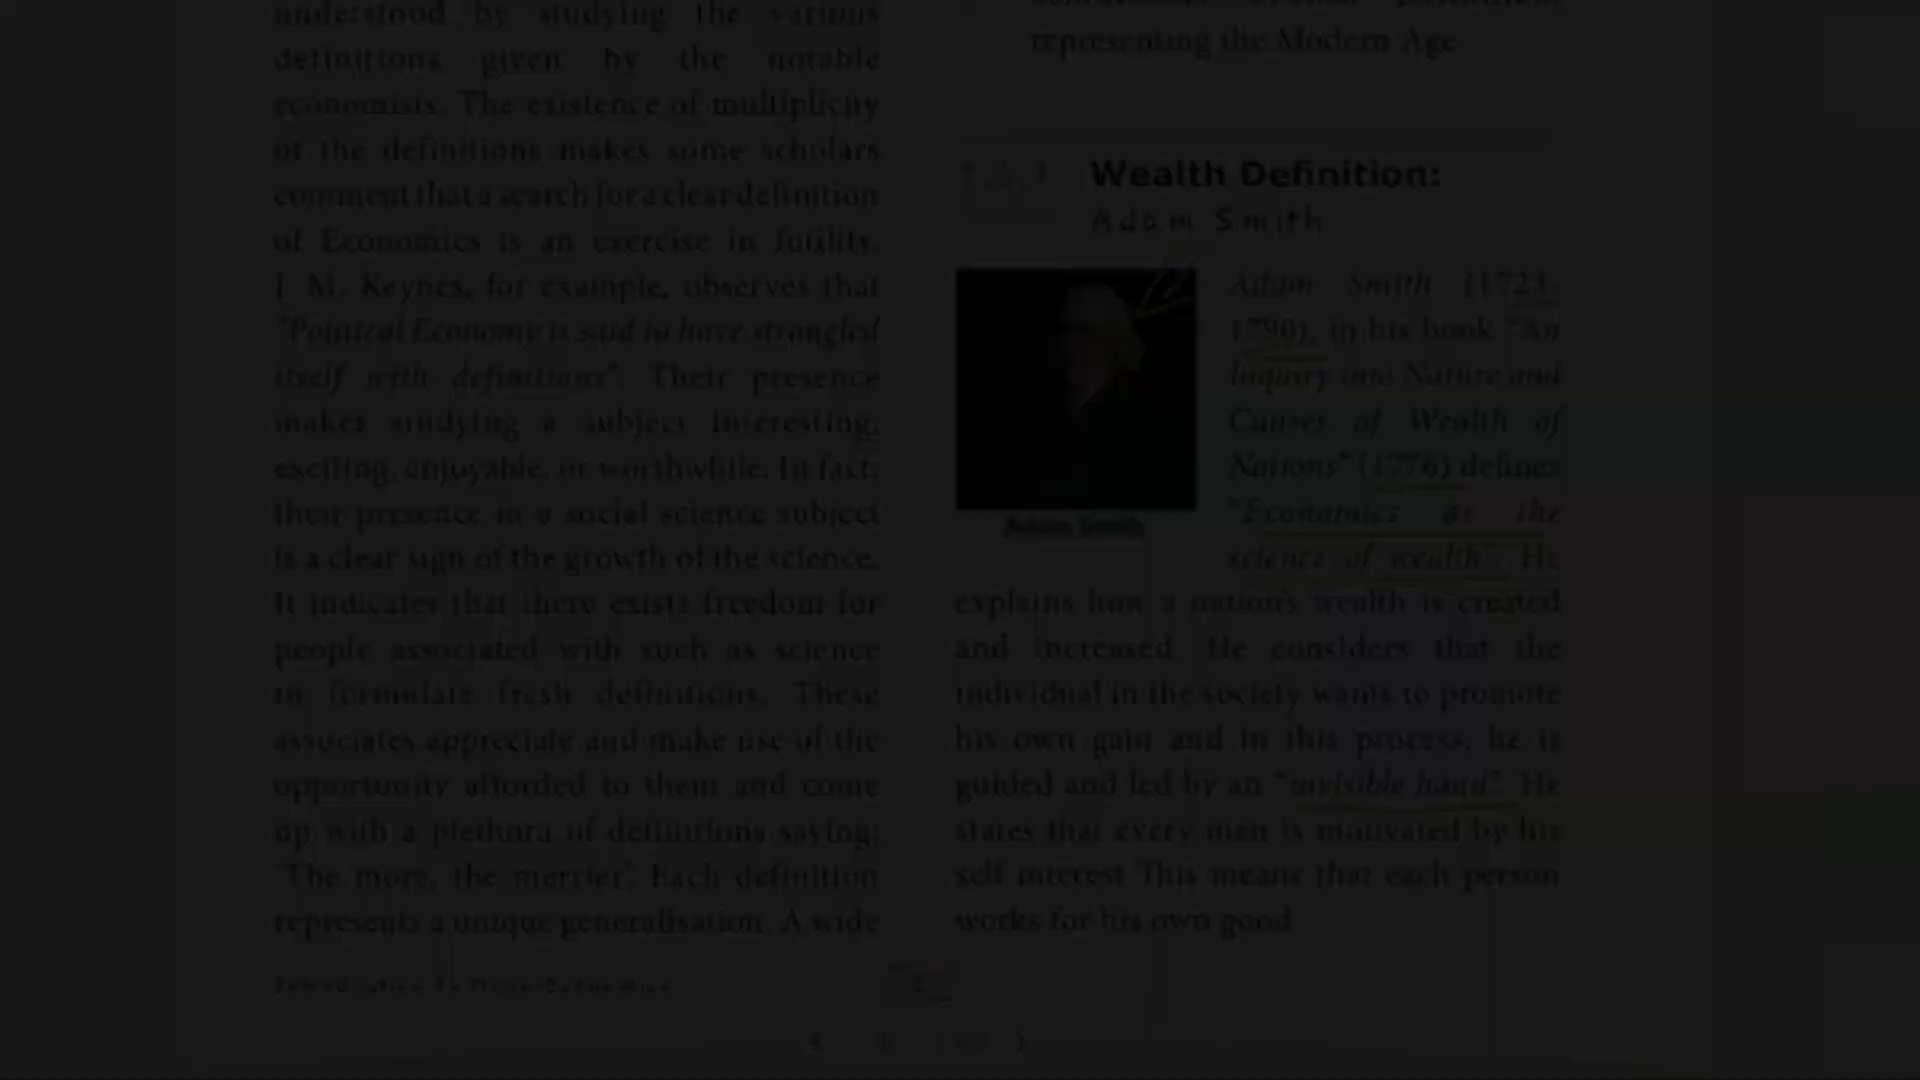 understood by studying the various
definitions given by the notable
economists. The existence of multiplicity
of the definitions makes some scholars
comment that a search for a clear definition
of Economics is an exercise in futility.
J. M. Keynes, for example, observes that
"Political Economy is said to have strangled
itself with definitions". Their presence
makes studying a subject interesting,
exciting, enjoyable, or worthwhile. In fact,
their presence in a social science subject
is a clear sign of the growth of the science.
It indicates that there exists freedom for
people associated with such as science
to formulate fresh definitions. These
associates appreciate and make use of the
opportunity afforded to them and come
up with a plethora of definitions saying:
'The more, the merrier'. Each definition
represents a unique generalisation. A wide
representing the Modern Age
Wealth Definition:
Adam Smith
Adam Smith
Adam Smith (1723-
1790), in his book "An
Inquiry into Nature and
Causes of Wealth of
Nations" (1776) defines
"Economics as the
science of wealth". He
explains how a nation's wealth is created
and increased. He considers that the
individual in the society wants to promote
his own gain and in this process, he is
guided and led by an "invisible hand". He
states that every man is motivated by his
self interest This means that each person
works for his own good